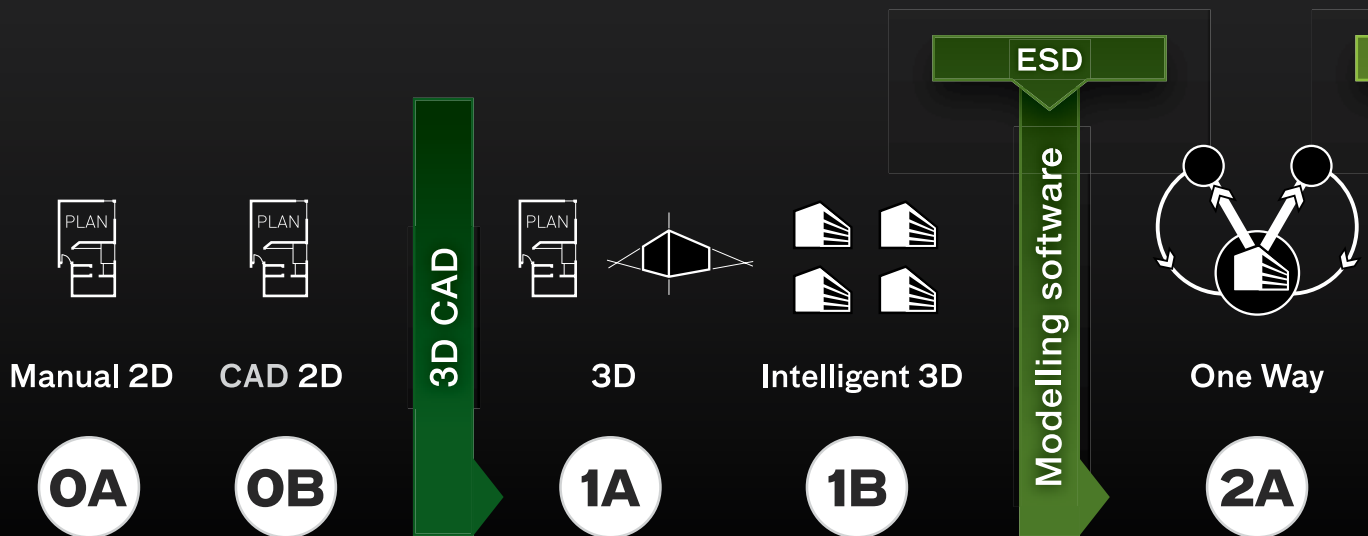 ESD
PLAN
PLAN
3D CAD
PLAN
Modelling software
Manual 2D
CAD 2D
3D
Intelligent 3D
One Way
0A
0B
1A
1B
2A